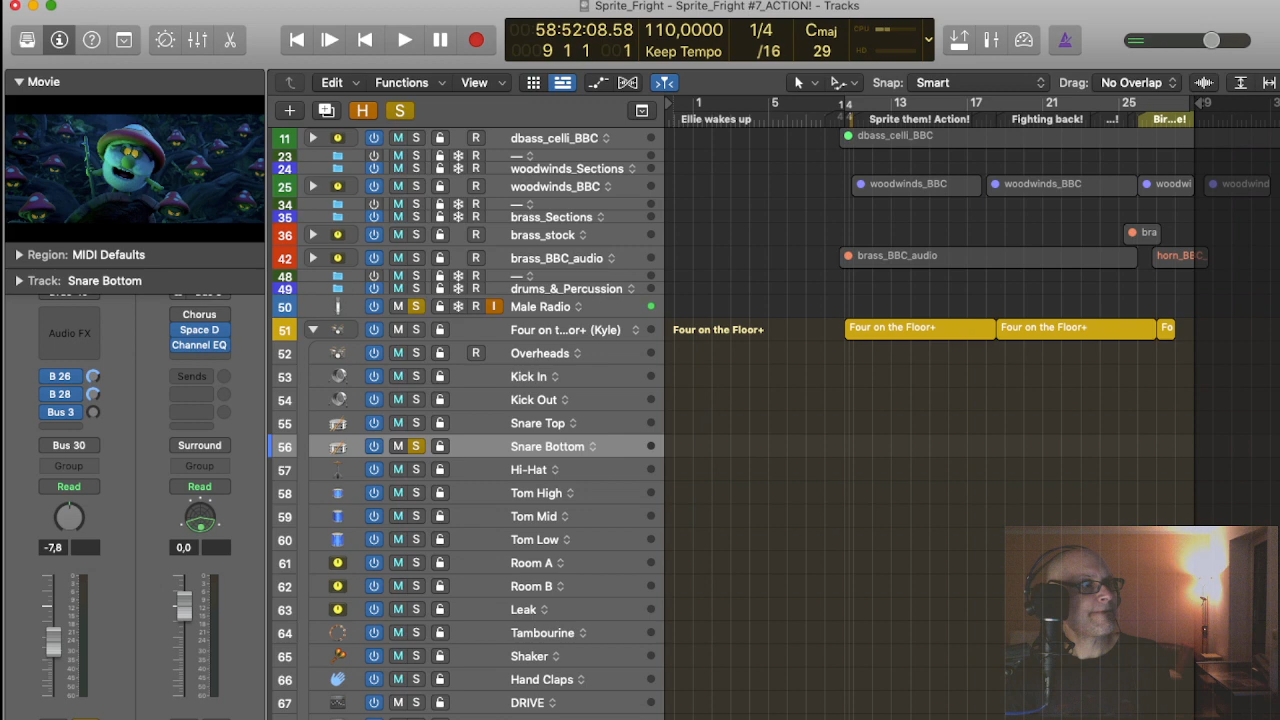 Sprite_Fright - Sprite_Fright #7_ACTION! - Tracks
58:52:08.58
9 1 1 1
110,0000
Keep Tempo
1/4
/16
Cmaj
29
CPU
HD
Movie
Edit
Functions
View
Snap:
Smart
Drag:
No Overlap
H
S
1
5
13
17
21
25
Ellie wakes up
Sprite them! Action!
Fighting back!
...!
Bir...e!
11
M S
R
dbass_celli_BBC
dbass_celli_BBC
23
M S
R
—
24
M S
R
woodwinds_Sections
25
M S
R
woodwinds_BBC
woodwinds_BBC
woodwinds_BBC
woodwi
woodwind
34
M S
R
—
35
M S
R
brass_Sections
36
M S
R
brass_stock
bra
42
M S
R
brass_BBC_audio
brass_BBC_audio
horn_BBC_
48
M S
R
—
49
M S
R
drums_&_Percussion
50
M S
R
I
Male Radio
51
M S
Four on t...or+ (Kyle)
Four on the Floor+
Four on the Floor+
Four on the Floor+
Fo
52
M S
R
Overheads
53
M S
Kick In
54
M S
Kick Out
55
M S
Snare Top
56
M S
Snare Bottom
57
M S
Hi-Hat
58
M S
Tom High
59
M S
Tom Mid
60
M S
Tom Low
61
M S
Room A
62
M S
Room B
63
M S
Leak
64
M S
Tambourine
65
M S
Shaker
66
M S
Hand Claps
67
M S
DRIVE
Region: MIDI Defaults
Track: Snare Bottom
Audio FX
Chorus
Space D
Channel EQ
B 26
B 28
Bus 3
Sends
Bus 30
Surround
Group
Group
Read
Read
-7,8
0,0